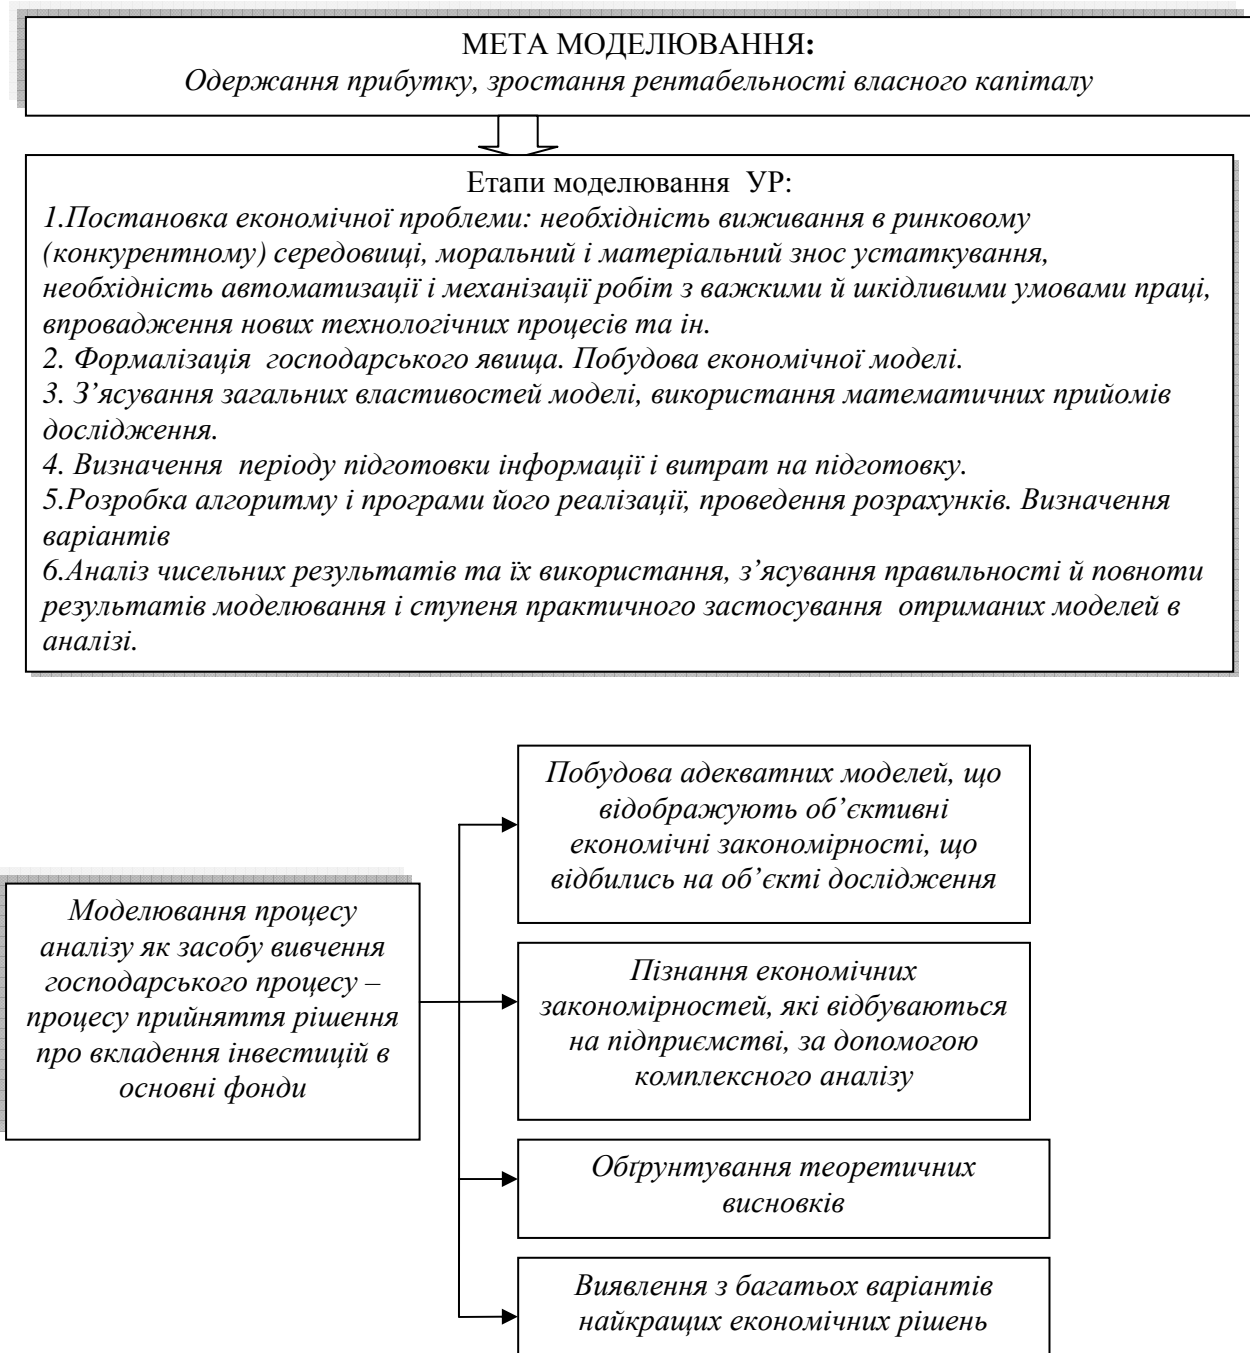 МЕТА МОДЕЛЮВАННЯ:
Одержання прибутку, зростання рентабельності власного капіталу
Етапи моделювання УР:
1.Постановка економічної проблеми: необхідність виживання в ринковому
(конкурентному) середовищі, моральний і матеріальний знос устаткування,
необхідність автоматизації і механізації робіт з важкими й шкідливими умовами праці,
впровадження нових технологічних процесів та ін.
2. Формалізація господарського явища. Побудова економічної моделі.
3. З’ясування загальних властивостей моделі, використання математичних прийомів
дослідження.
4. Визначення періоду підготовки інформації і витрат на підготовку.
5.Розробка алгоритму і програми його реалізації, проведення розрахунків. Визначення
варіантів
6.Аналіз чисельних результатів та їх використання, з’ясування правильності й повноти
результатів моделювання і ступеня практичного застосування отриманих моделей в
аналізі.
Моделювання процесу
аналізу як засобу вивчення
господарського процесу –
процесу прийняття рішення
про вкладення інвестицій в
основні фонди
Побудова адекватних моделей, що
відображують об’єктивні
економічні закономірності, що
відбились на об’єкті дослідження
Пізнання економічних
закономірностей, які відбуваються
на підприємстві, за допомогою
комплексного аналізу
Обґрунтування теоретичних
висновків
Виявлення з багатьох варіантів
найкращих економічних рішень